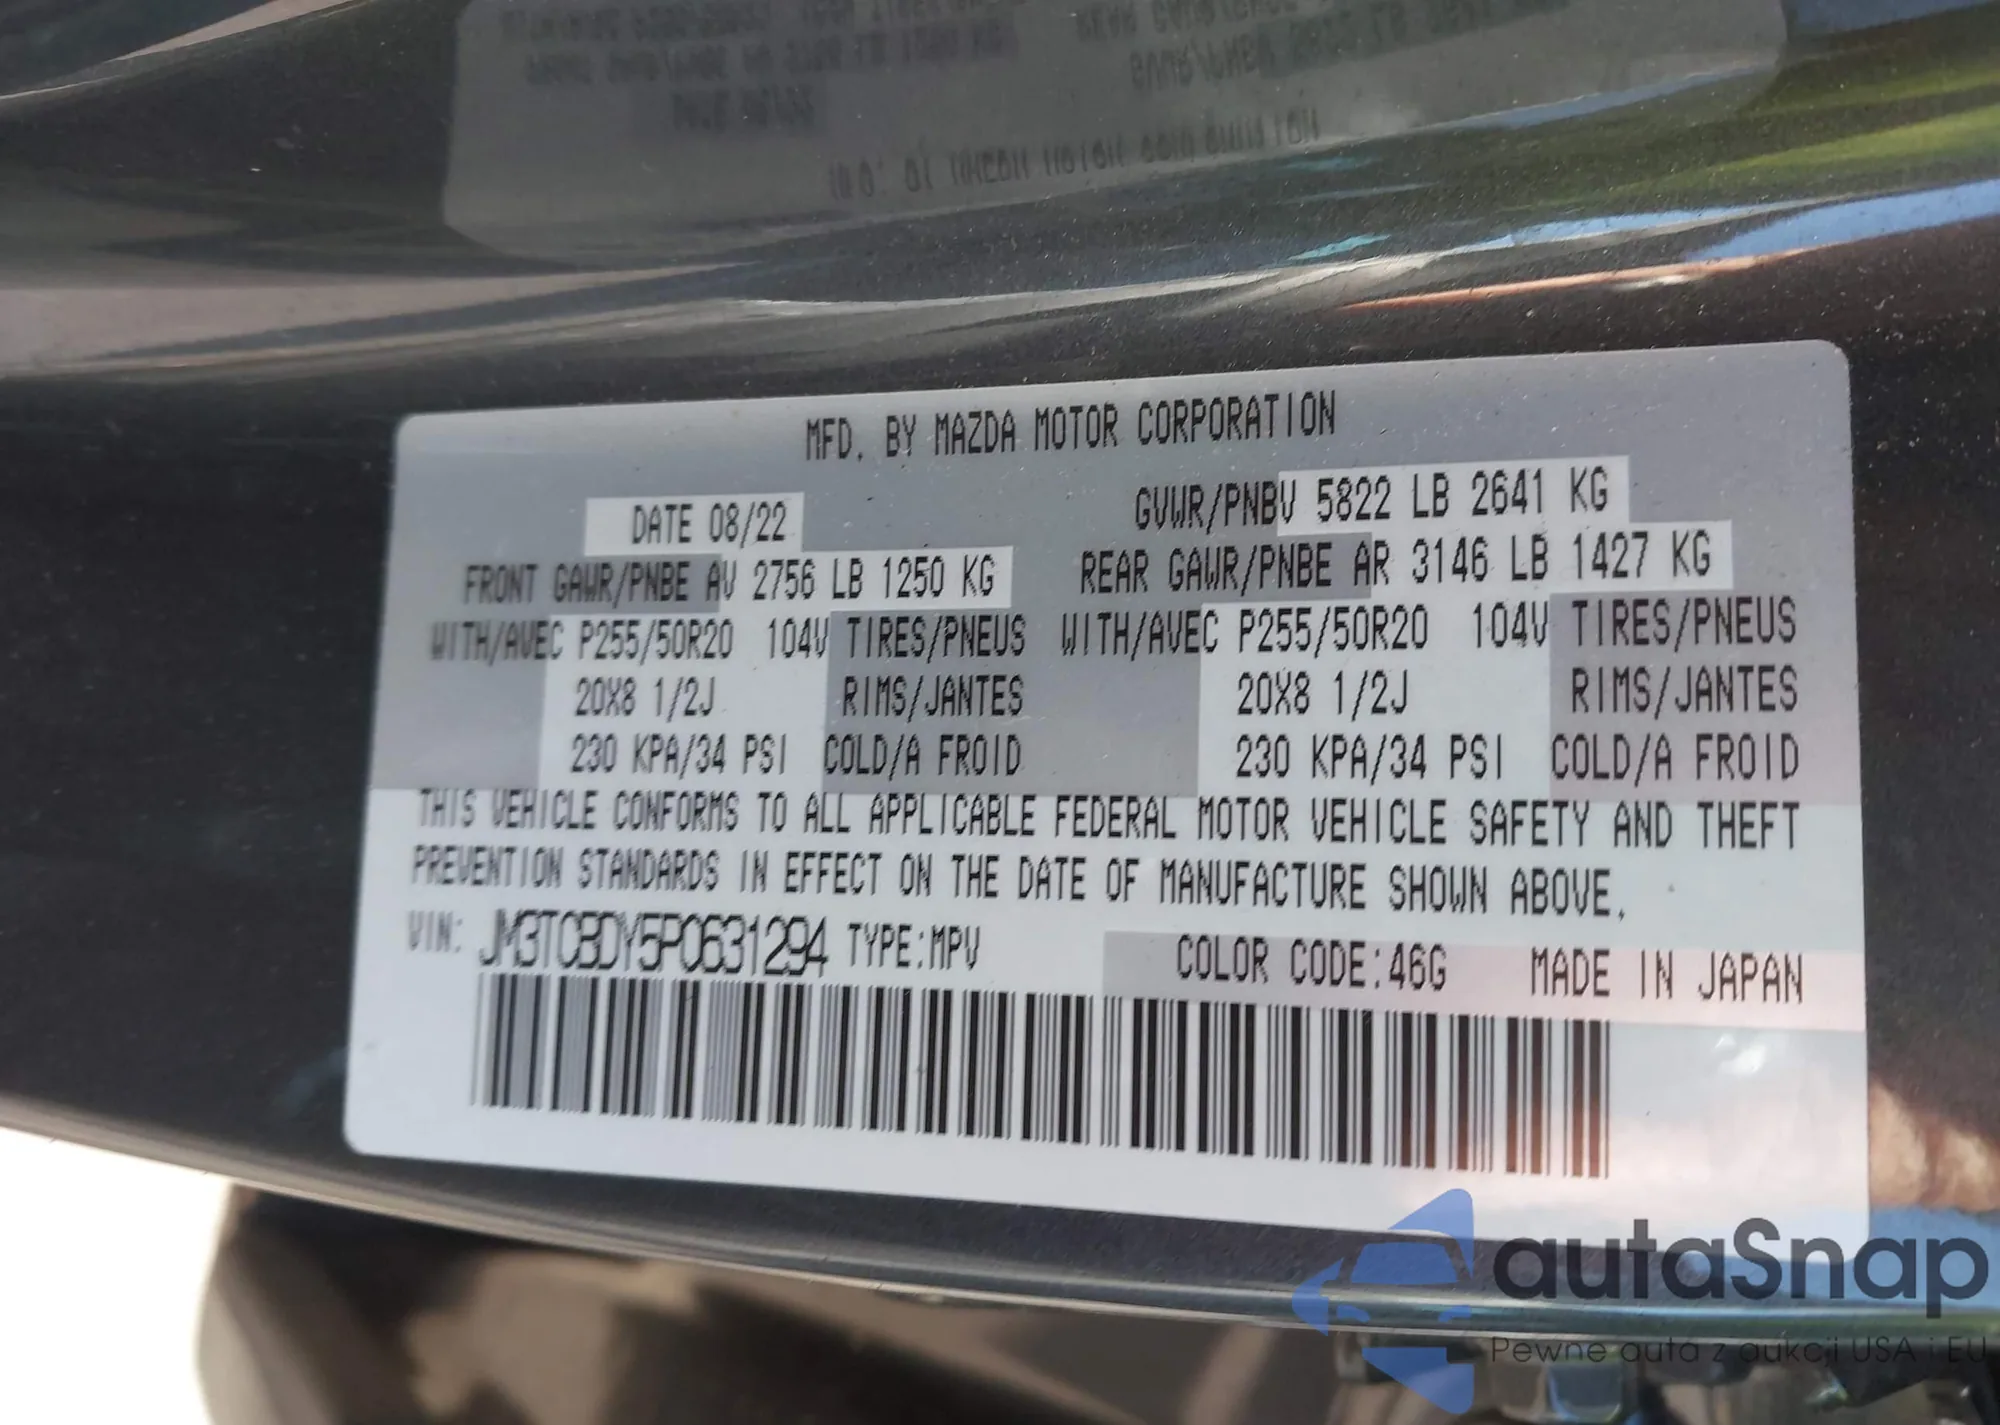 MFD. BY MAZDA MOTOR CORPORATION
DATE 08/22
GVWR/PNBV 5822 LB 2641 KG
FRONT GAWR/PNBE AV 2756 LB 1250 KG
REAR GAWR/PNBE AR 3146 LB 1427 KG
WITH/AVEC P255/50R20 104V TIRES/PNEUS WITH/AVEC P255/50R20 104V TIRES/PNEUS
20X8 1/2J RIMS/JANTES 20X8 1/2J RIMS/JANTES
230 KPA/34 PSI COLD/A FROID 230 KPA/34 PSI COLD/A FROID
THIS VEHICLE CONFORMS TO ALL APPLICABLE FEDERAL MOTOR VEHICLE SAFETY AND THEFT
PREVENTION STANDARDS IN EFFECT ON THE DATE OF MANUFACTURE SHOWN ABOVE.
VIN: JM3TCBDY5P0631294 TYPE:MPV COLOR CODE:46G MADE IN JAPAN
autaSnap
Pewne auta z aukcji USA i EU